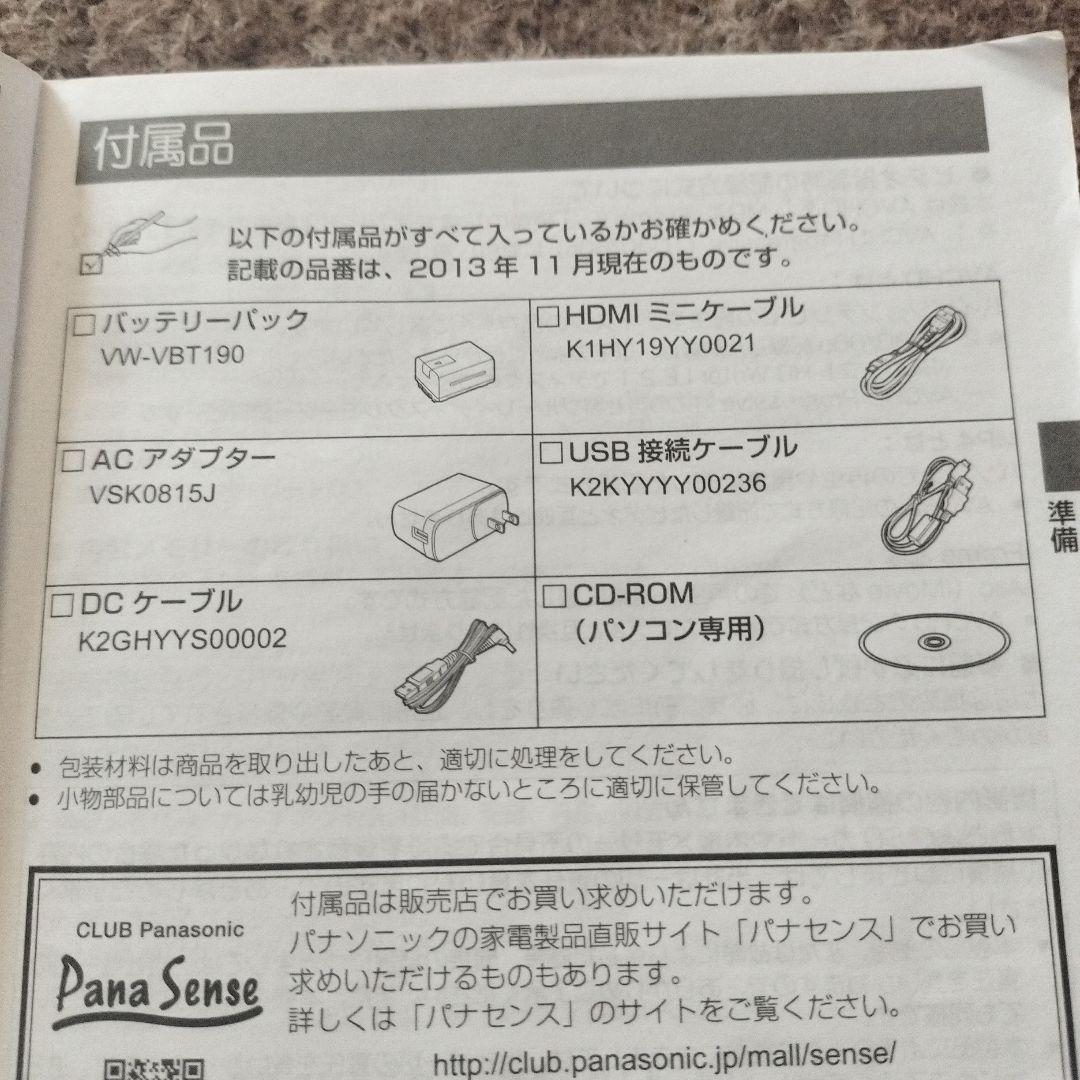 付属品
以下の付属品がすべて入っているかお確かめください。
記載の品番は、2013年11月現在のものです。
□バッテリーパック
VW-VBT190
□HDMI ミニケーブル
K1HY19YY0021
□AC アダプター
VSK0815J
□USB 接続ケーブル
K2KYYYY00236
□DC ケーブル
K2GHYYS00002
□CD-ROM
（パソコン専用）
準備
• 包装材料は商品を取り出したあと、適切に処理をしてください。
• 小物部品については乳幼児の手の届かないところに適切に保管してください。
CLUB Panasonic
Pana Sense
付属品は販売店でお買い求めいただけます。
パナソニックの家電製品直販サイト「パナセンス」でお買い
求めいただけるものもあります。
詳しくは「パナセンス」のサイトをご覧ください。
http://club.panasonic.jp/mall/sense/